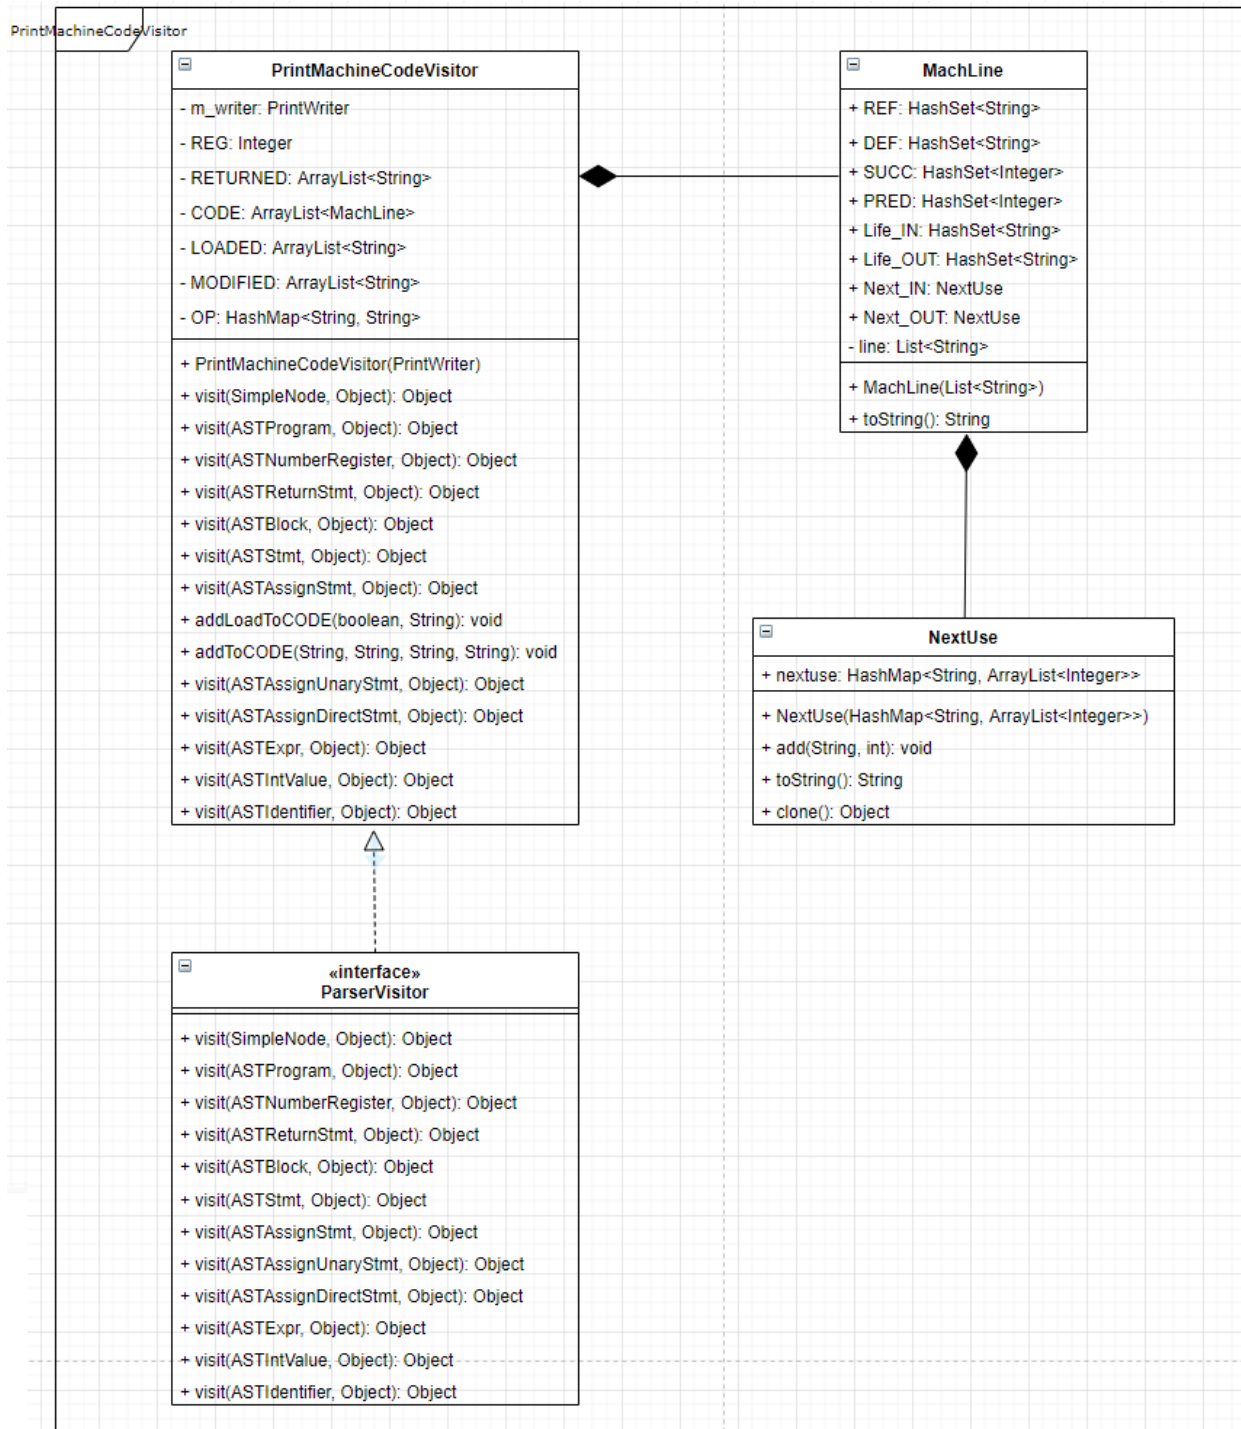 PrintMachineCodeVisitor
PrintMachineCodeVisitor
- m_writer: PrintWriter
- REG: Integer
- RETURNED: ArrayList<String>
- CODE: ArrayList<MachLine>
- LOADED: ArrayList<String>
- MODIFIED: ArrayList<String>
- OP: HashMap<String, String>
+ PrintMachineCodeVisitor(PrintWriter)
+ visit(SimpleNode, Object): Object
+ visit(ASTProgram, Object): Object
+ visit(ASTNumberRegister, Object): Object
+ visit(ASTReturnStmt, Object): Object
+ visit(ASTBlock, Object): Object
+ visit(ASTStmt, Object): Object
+ visit(ASTAssignStmt, Object): Object
+ addLoadToCODE(boolean, String): void
+ addToCODE(String, String, String, String): void
+ visit(ASTAssignUnaryStmt, Object): Object
+ visit(ASTAssignDirectStmt, Object): Object
+ visit(ASTExpr, Object): Object
+ visit(ASTIntValue, Object): Object
+ visit(ASTIdentifier, Object): Object
MachLine
+ REF: HashSet<String>
+ DEF: HashSet<String>
+ SUCC: HashSet<Integer>
+ PRED: HashSet<Integer>
+ Life_IN: HashSet<String>
+ Life_OUT: HashSet<String>
+ Next_IN: NextUse
+ Next_OUT: NextUse
- line: List<String>
+ MachLine(List<String>)
+ toString(): String
NextUse
+ nextuse: HashMap<String, ArrayList<Integer>>
+ NextUse(HashMap<String, ArrayList<Integer>>)
+ add(String, int): void
+ toString(): String
+ clone(): Object
«interface»
ParserVisitor
+ visit(SimpleNode, Object): Object
+ visit(ASTProgram, Object): Object
+ visit(ASTNumberRegister, Object): Object
+ visit(ASTReturnStmt, Object): Object
+ visit(ASTBlock, Object): Object
+ visit(ASTStmt, Object): Object
+ visit(ASTAssignStmt, Object): Object
+ visit(ASTAssignUnaryStmt, Object): Object
+ visit(ASTAssignDirectStmt, Object): Object
+ visit(ASTExpr, Object): Object
+ visit(ASTIntValue, Object): Object
+ visit(ASTIdentifier, Object): Object